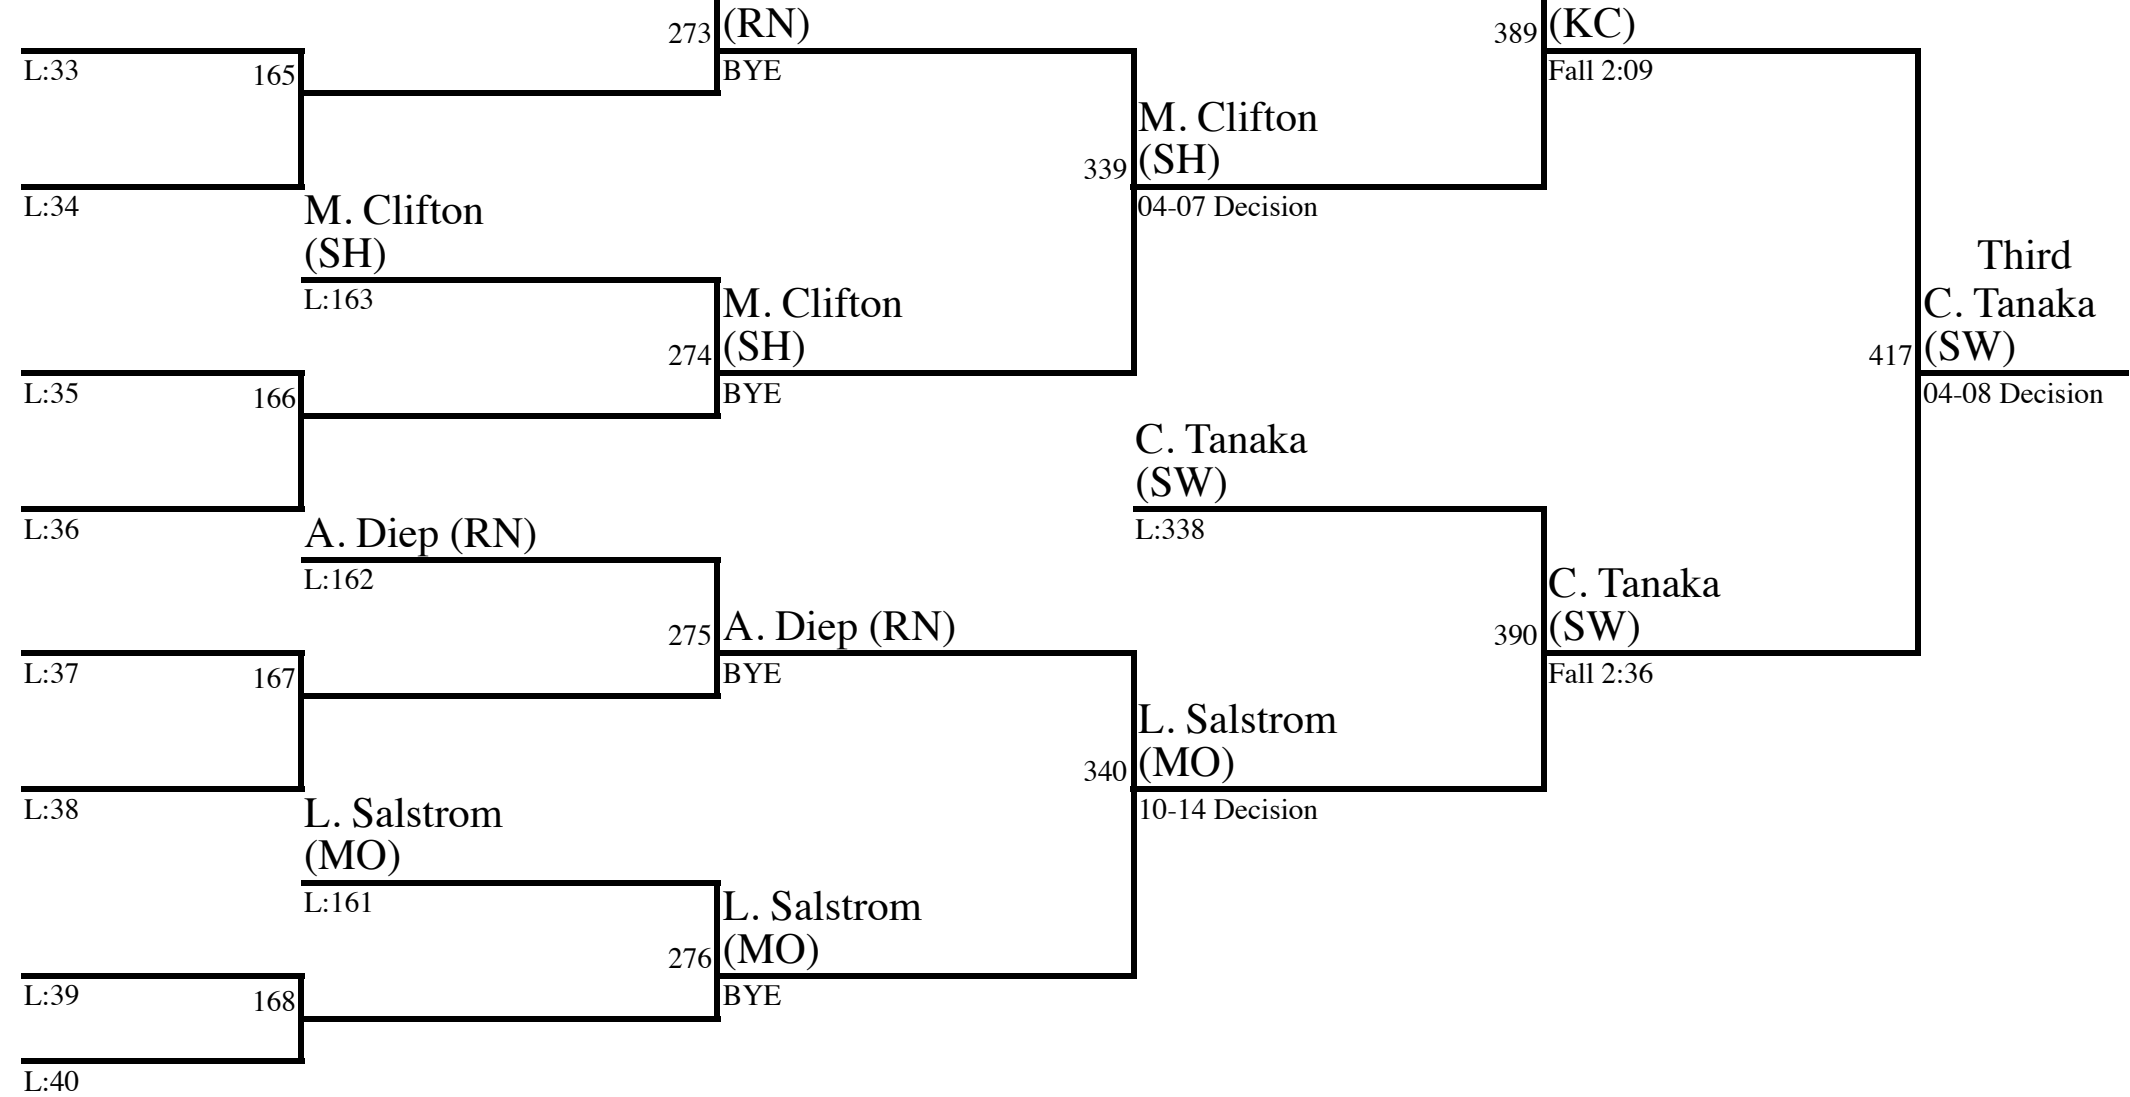 273
(RN)
BYE
L:33
165
L:34
M. Clifton
(SH)
L:163
274
M. Clifton
(SH)
BYE
L:35
166
L:36
A. Diep (RN)
L:162
275
A. Diep (RN)
BYE
L:37
167
L:38
L. Salstrom
(MO)
L:161
276
L. Salstrom
(MO)
BYE
L:39
168
L:40
339
M. Clifton
(SH)
04-07 Decision
C. Tanaka
(SW)
L:338
340
L. Salstrom
(MO)
10-14 Decision
389
(KC)
Fall 2:09
390
C. Tanaka
(SW)
Fall 2:36
Third
417
C. Tanaka
(SW)
04-08 Decision